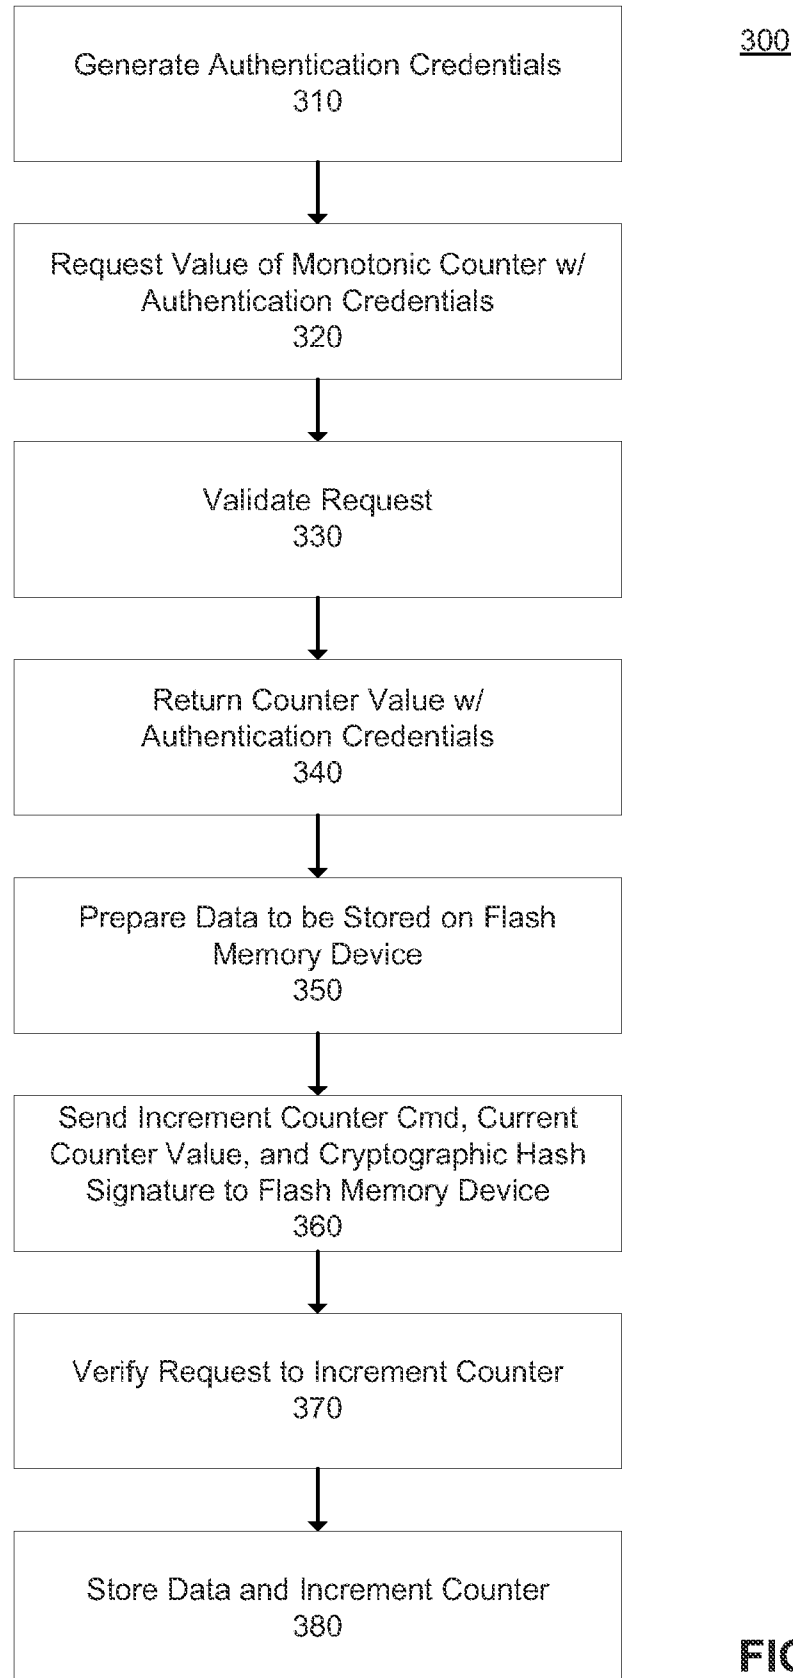 Generate Authentication Credentials
310
300
Request Value of Monotonic Counter w/
Authentication Credentials
320
Validate Request
330
Return Counter Value w/
Authentication Credentials
340
Prepare Data to be Stored on Flash
Memory Device
350
Send Increment Counter Cmd, Current
Counter Value, and Cryptographic Hash
Signature to Flash Memory Device
360
Verify Request to Increment Counter
370
Store Data and Increment Counter
380